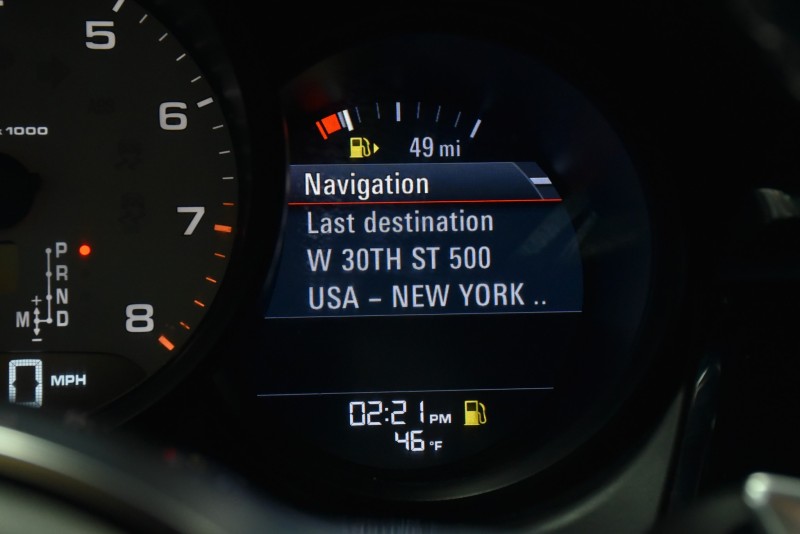 5
6
x1000
7
8
P
R
N
M D
+
-
0 MPH
49 mi
Navigation
Last destination
W 30TH ST 500
USA – NEW YORK ..
02:21 PM
46 °F